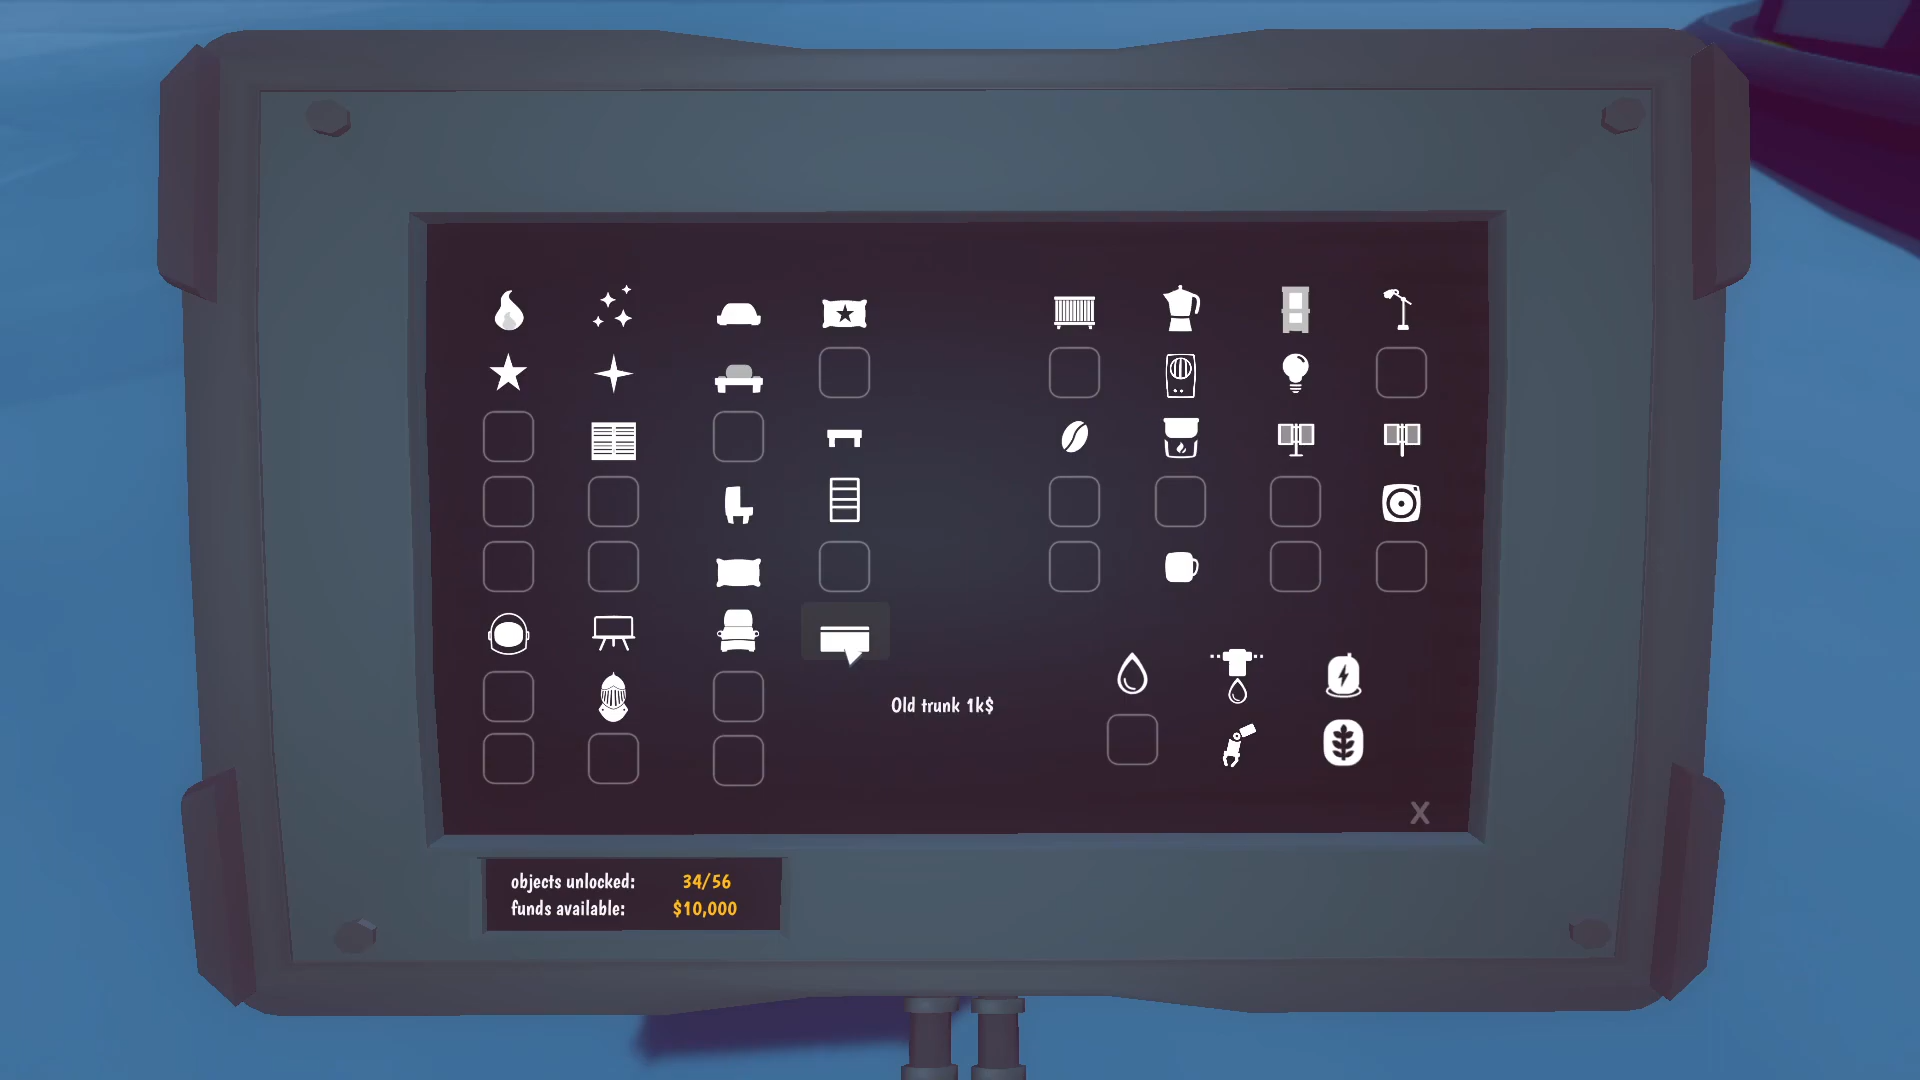 Old trunk 1k$
X
objects unlocked: 34/56
funds available: $10,000